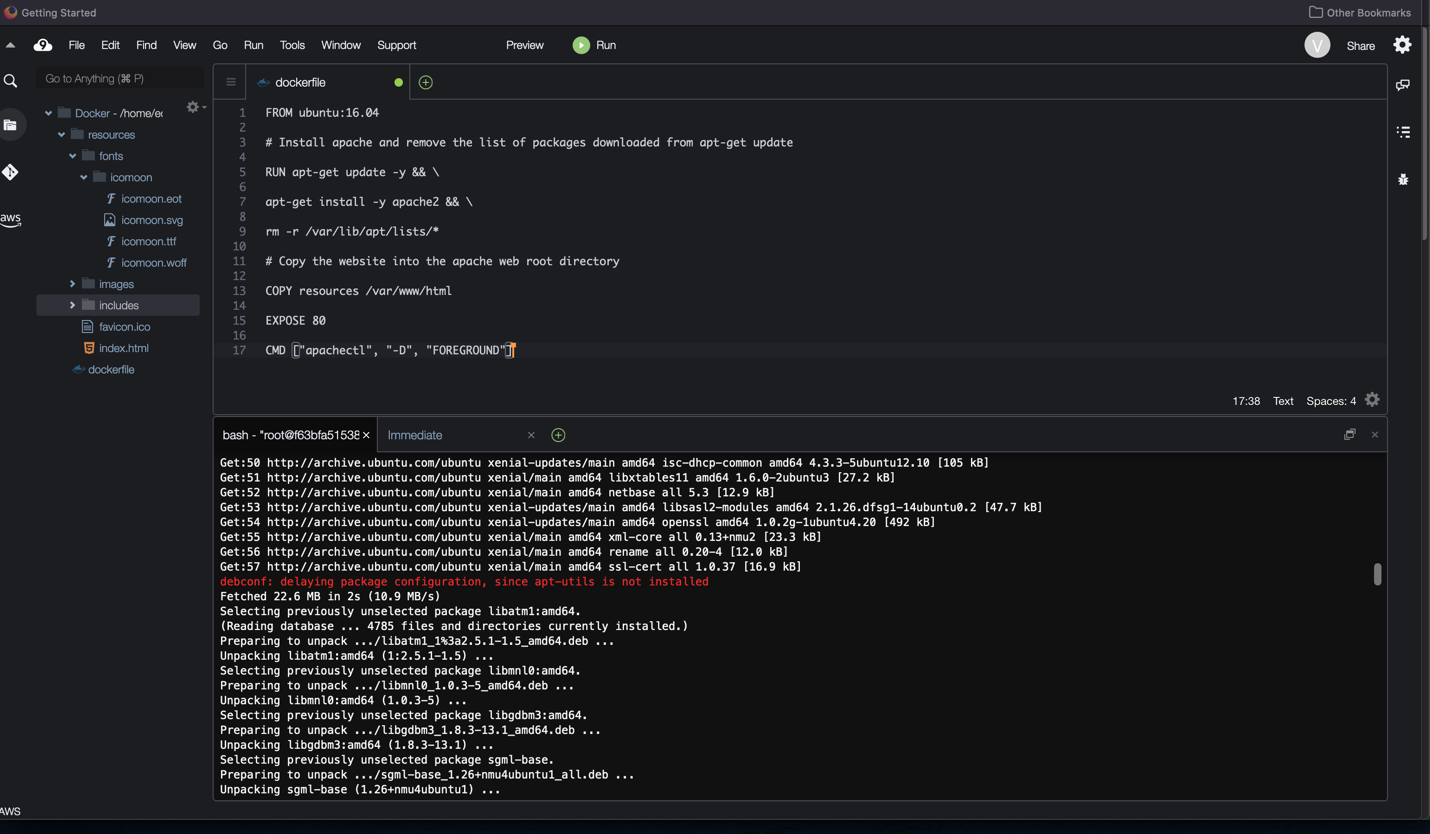 Getting Started
Other Bookmarks
File Edit Find View Go Run Tools Window Support Preview Run V Share
Go to Anything (⌘ P)
Docker - /home/ec
resources
fonts
icomoon
icomoon.eot
icomoon.svg
icomoon.ttf
icomoon.woff
images
includes
favicon.ico
index.html
dockerfile
aws
AWS
dockerfile
1 FROM ubuntu:16.04
2
3 # Install apache and remove the list of packages downloaded from apt-get update
4
5 RUN apt-get update -y && \
6
7 apt-get install -y apache2 && \
8
9 rm -r /var/lib/apt/lists/*
10
11 # Copy the website into the apache web root directory
12
13 COPY resources /var/www/html
14
15 EXPOSE 80
16
17 CMD ["apachectl", "-D", "FOREGROUND"]
17:38 Text Spaces: 4
bash - "root@f63bfa51538 × Immediate ×
Get:50 http://archive.ubuntu.com/ubuntu xenial-updates/main amd64 isc-dhcp-common amd64 4.3.3-5ubuntu12.10 [105 kB]
Get:51 http://archive.ubuntu.com/ubuntu xenial/main amd64 libxtables11 amd64 1.6.0-2ubuntu3 [27.2 kB]
Get:52 http://archive.ubuntu.com/ubuntu xenial/main amd64 netbase all 5.3 [12.9 kB]
Get:53 http://archive.ubuntu.com/ubuntu xenial-updates/main amd64 libsasl2-modules amd64 2.1.26.dfsg1-14ubuntu0.2 [47.7 kB]
Get:54 http://archive.ubuntu.com/ubuntu xenial-updates/main amd64 openssl amd64 1.0.2g-1ubuntu4.20 [492 kB]
Get:55 http://archive.ubuntu.com/ubuntu xenial/main amd64 xml-core all 0.13+nmu2 [23.3 kB]
Get:56 http://archive.ubuntu.com/ubuntu xenial/main amd64 rename all 0.20-4 [12.0 kB]
Get:57 http://archive.ubuntu.com/ubuntu xenial/main amd64 ssl-cert all 1.0.37 [16.9 kB]
debconf: delaying package configuration, since apt-utils is not installed
Fetched 22.6 MB in 2s (10.9 MB/s)
Selecting previously unselected package libatm1:amd64.
(Reading database ... 4785 files and directories currently installed.)
Preparing to unpack .../libatm1_1%3a2.5.1-1.5_amd64.deb ...
Unpacking libatm1:amd64 (1:2.5.1-1.5) ...
Selecting previously unselected package libmnl0:amd64.
Preparing to unpack .../libmnl0_1.0.3-5_amd64.deb ...
Unpacking libmnl0:amd64 (1.0.3-5) ...
Selecting previously unselected package libgdbm3:amd64.
Preparing to unpack .../libgdbm3_1.8.3-13.1_amd64.deb ...
Unpacking libgdbm3:amd64 (1.8.3-13.1) ...
Selecting previously unselected package sgml-base.
Preparing to unpack .../sgml-base_1.26+nmu4ubuntu1_all.deb ...
Unpacking sgml-base (1.26+nmu4ubuntu1) ...